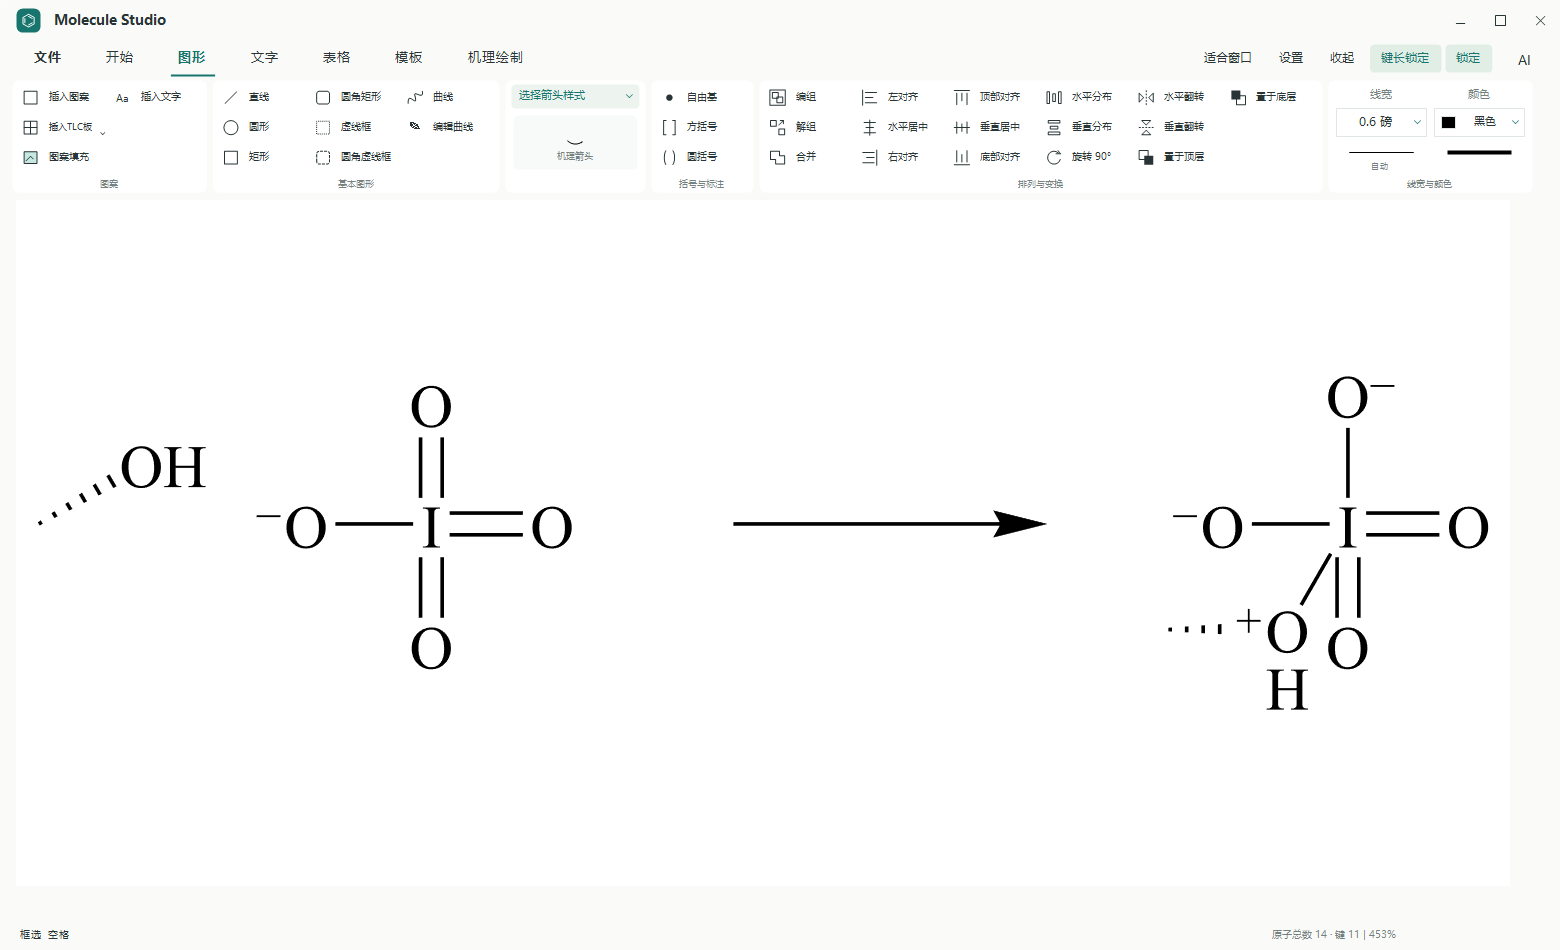 Molecule Studio
文件 开始 图形 文字 表格 模板 机理绘制 适合窗口 设置 收起 键长锁定 锁定 AI
插入图案 Aa 插入文字
插入TLC板
图案填充
图案
直线 圆角矩形 曲线
圆形 虚线框 编辑曲线
矩形 圆角虚线框
基本图形
选择箭头样式
机理箭头
自由基
[ ] 方括号
( ) 圆括号
括号与标注
编组 左对齐 顶部对齐 水平分布 水平翻转 置于底层
解组 水平居中 垂直居中 垂直分布 垂直翻转
合并 右对齐 底部对齐 旋转 90° 置于顶层
排列与变换
线宽 颜色
0.6 磅 黑色
自动
线宽与颜色
OH
O
−O I O
O
O−
−O I O
+O O
H
框选 空格
原子总数 14 · 键 11 | 453%